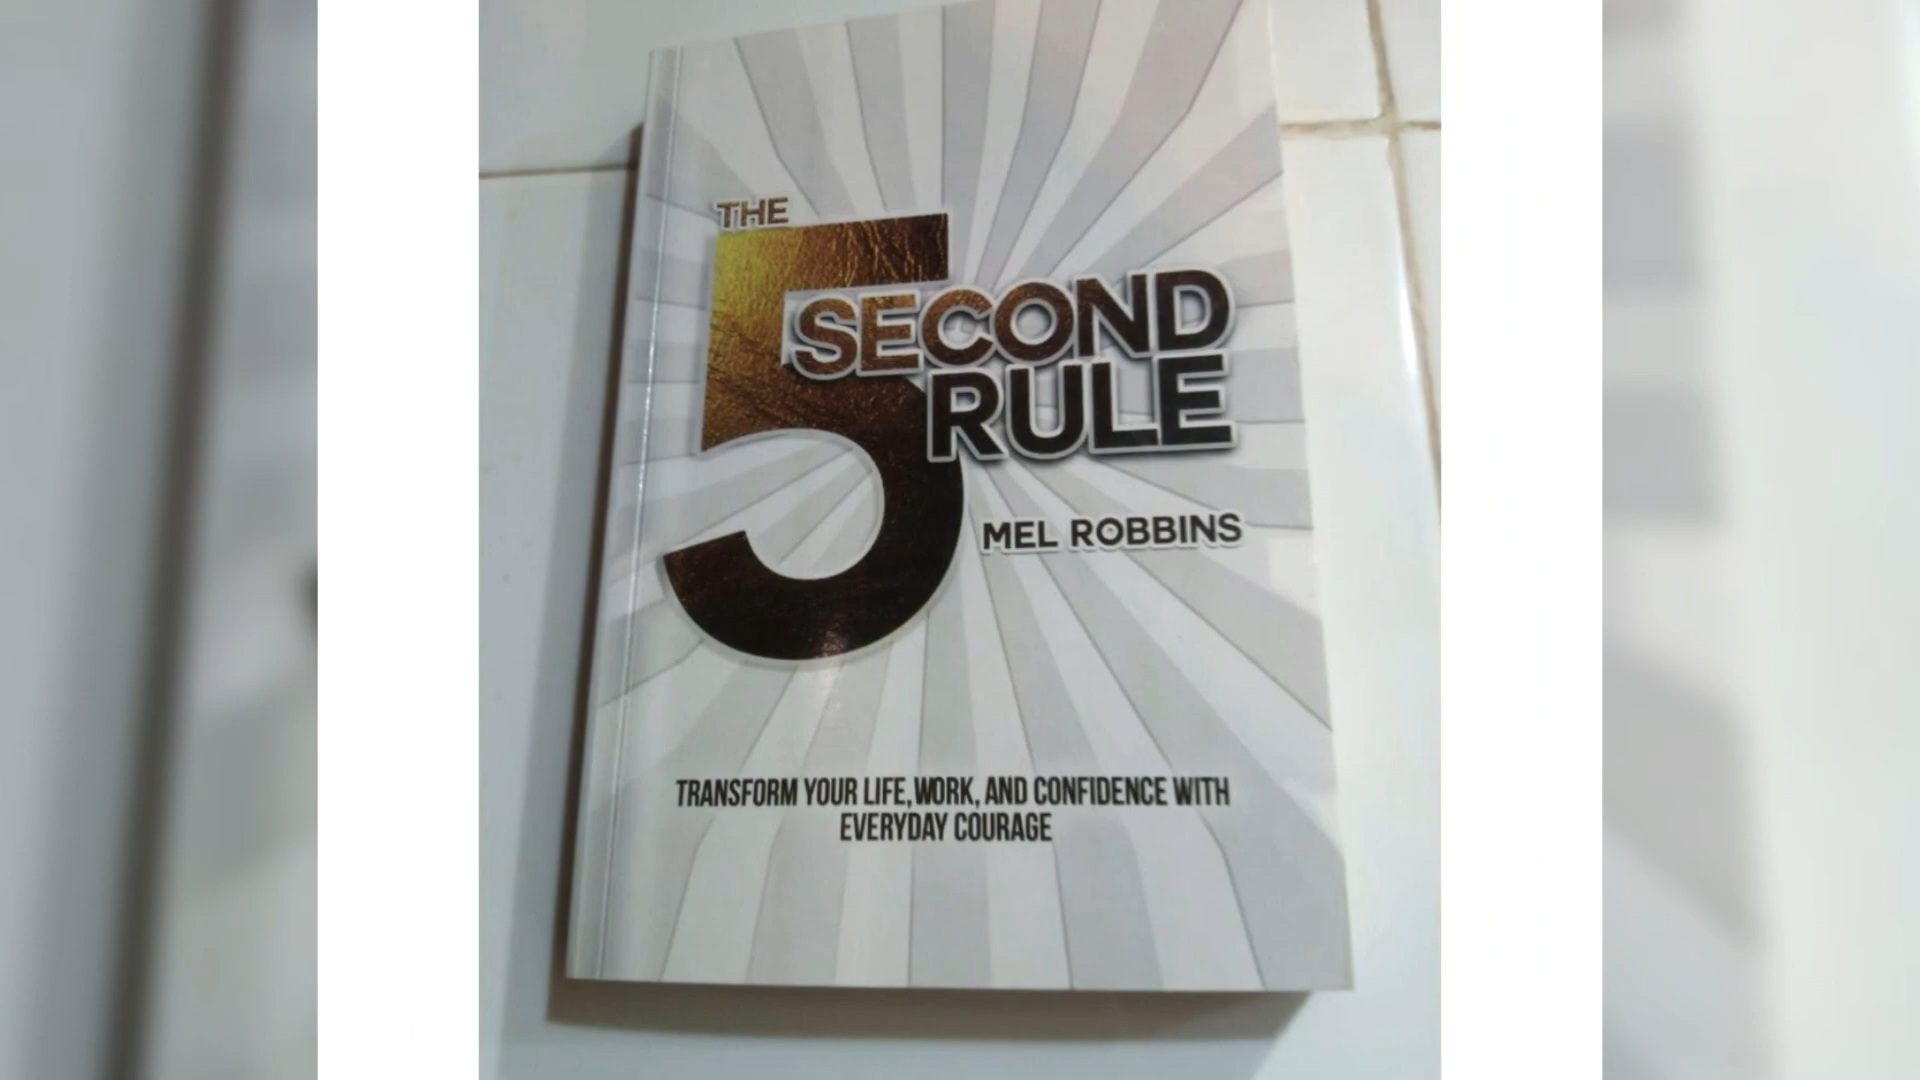 THE
5
SECOND
RULE
MEL ROBBINS
TRANSFORM YOUR LIFE, WORK, AND CONFIDENCE WITH
EVERYDAY COURAGE